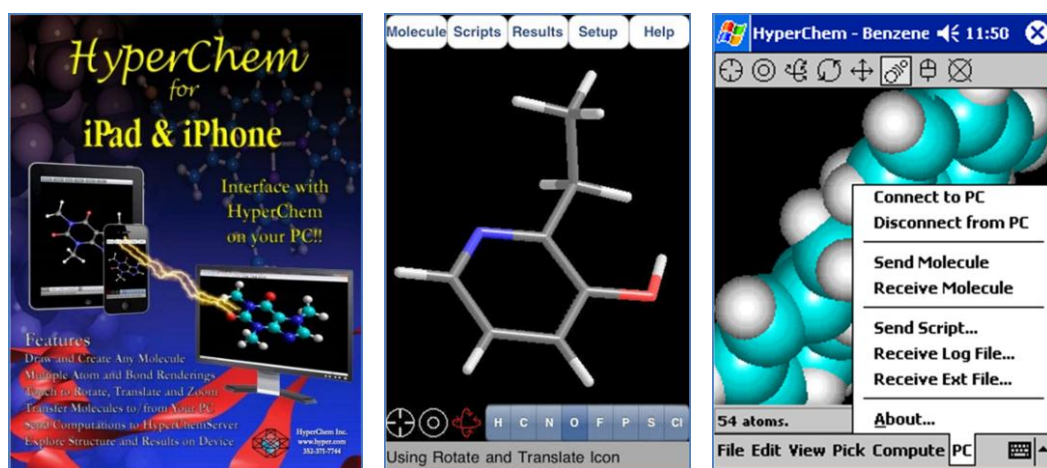 HyperChem
for
iPad & iPhone
Interface with
HyperChem
on your PC!!
Features
Draw and Create Any Molecule
Multiple Atom and Bond Renderings
Touch to Rotate, Translate and Zoom
Transfer Molecules to/from Your PC
Send Computations to HyperChemServer
Explore Structure and Results on Device
HyperChem Inc.
www.hyper.com
352-371-7744
Molecule Scripts Results Setup Help
H C N O F P S Cl
Using Rotate and Translate Icon
HyperChem - Benzene 11:50
Connect to PC
Disconnect from PC
Send Molecule
Receive Molecule
Send Script...
Receive Log File...
Receive Ext File...
About...
54 atoms.
File Edit View Pick Compute PC